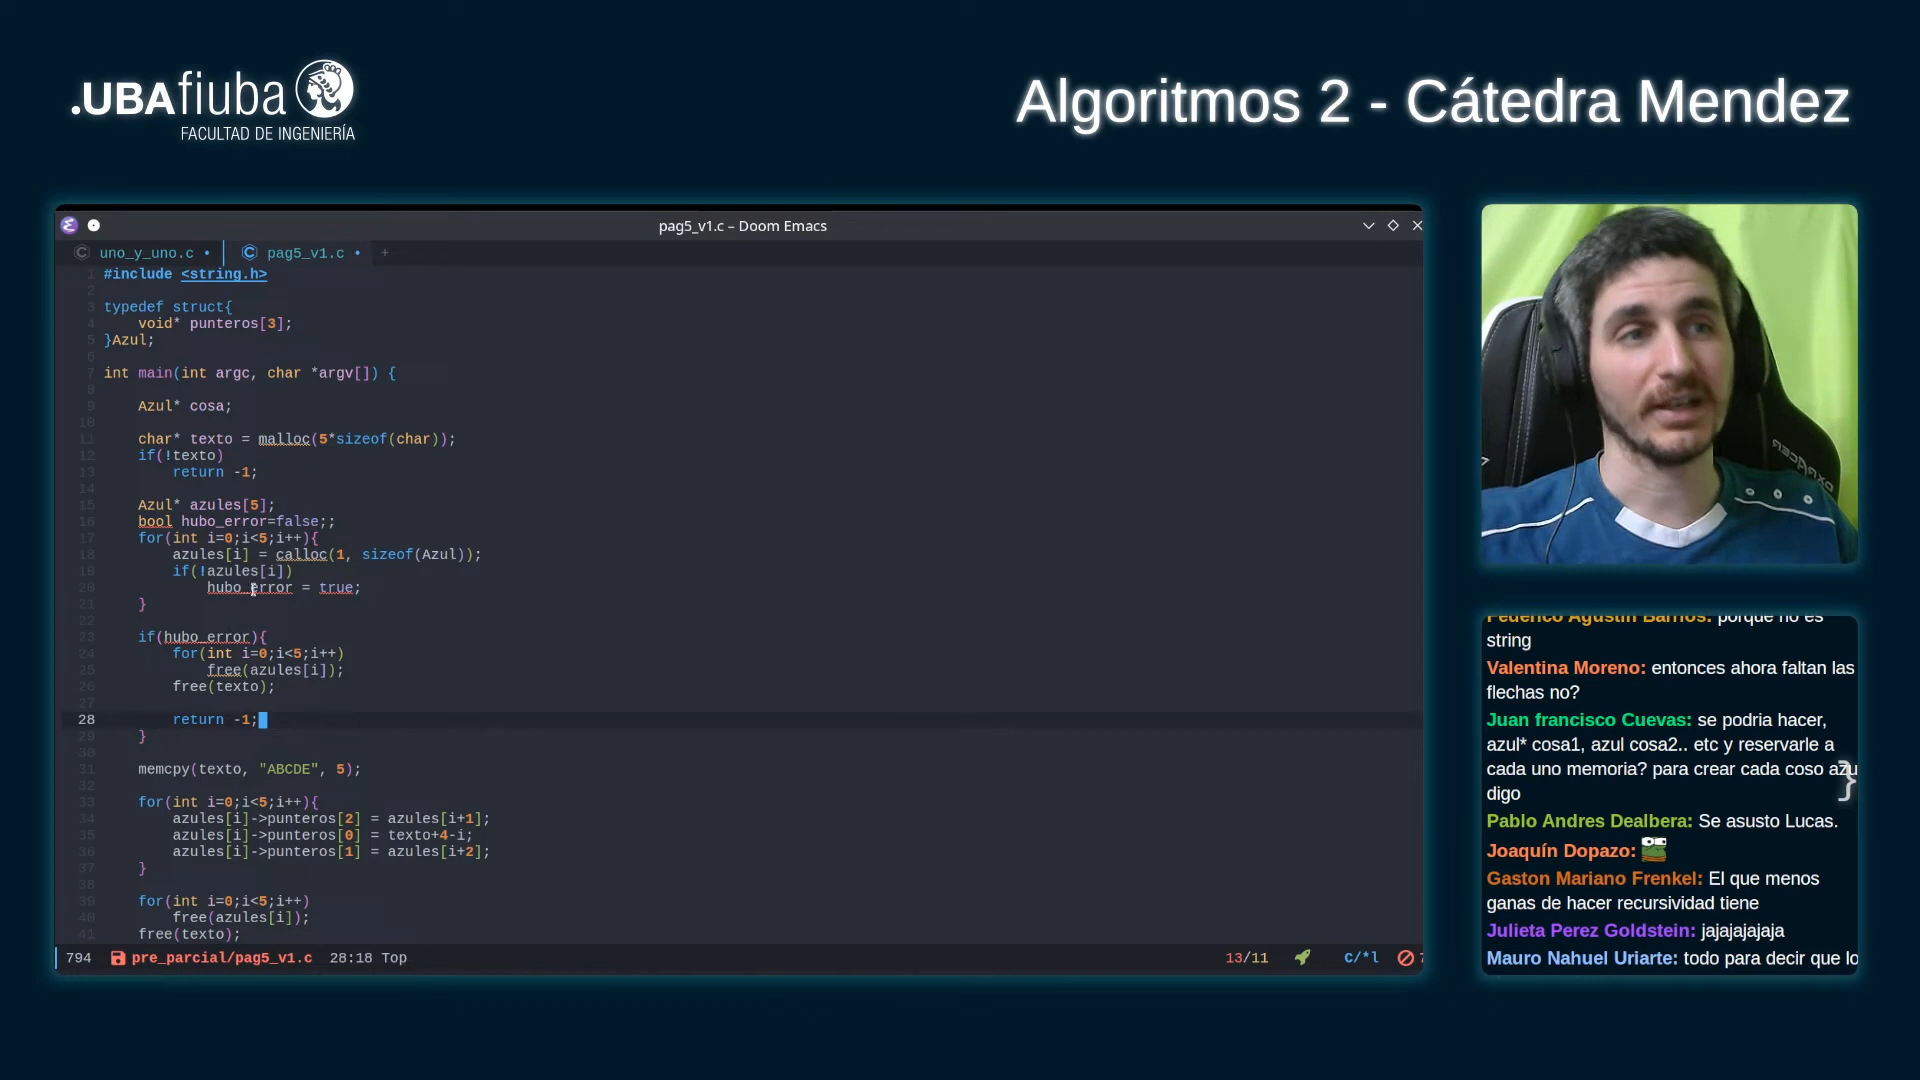 .UBAfiuba
FACULTAD DE INGENIERÍA
Algoritmos 2 - Cátedra Mendez
pag5_v1.c – Doom Emacs
uno_y_uno.c • pag5_v1.c • +
1 #include <string.h>
2
3 typedef struct{
4 void* punteros[3];
5 }Azul;
6
7 int main(int argc, char *argv[]) {
8
9 Azul* cosa;
10
11 char* texto = malloc(5*sizeof(char));
12 if(!texto)
13 return -1;
14
15 Azul* azules[5];
16 bool hubo_error=false;;
17 for(int i=0;i<5;i++){
18 azules[i] = calloc(1, sizeof(Azul));
19 if(!azules[i])
20 hubo_error = true;
21 }
22
23 if(hubo_error){
24 for(int i=0;i<5;i++)
25 free(azules[i]);
26 free(texto);
27
28 return -1;
29 }
30
31 memcpy(texto, "ABCDE", 5);
32
33 for(int i=0;i<5;i++){
34 azules[i]->punteros[2] = azules[i+1];
35 azules[i]->punteros[0] = texto+4-i;
36 azules[i]->punteros[1] = azules[i+2];
37 }
38
39 for(int i=0;i<5;i++)
40 free(azules[i]);
41 free(texto);
794 pre_parcial/pag5_v1.c 28:18 Top 13/11 C/*l
Federico Agustin Barrios: porque no es
string
Valentina Moreno: entonces ahora faltan las
flechas no?
Juan francisco Cuevas: se podria hacer,
azul* cosa1, azul cosa2.. etc y reservarle a
cada uno memoria? para crear cada coso azu
digo
}
Pablo Andres Dealbera: Se asusto Lucas.
Joaquín Dopazo:
Gaston Mariano Frenkel: El que menos
ganas de hacer recursividad tiene
Julieta Perez Goldstein: jajajajajaja
Mauro Nahuel Uriarte: todo para decir que lo